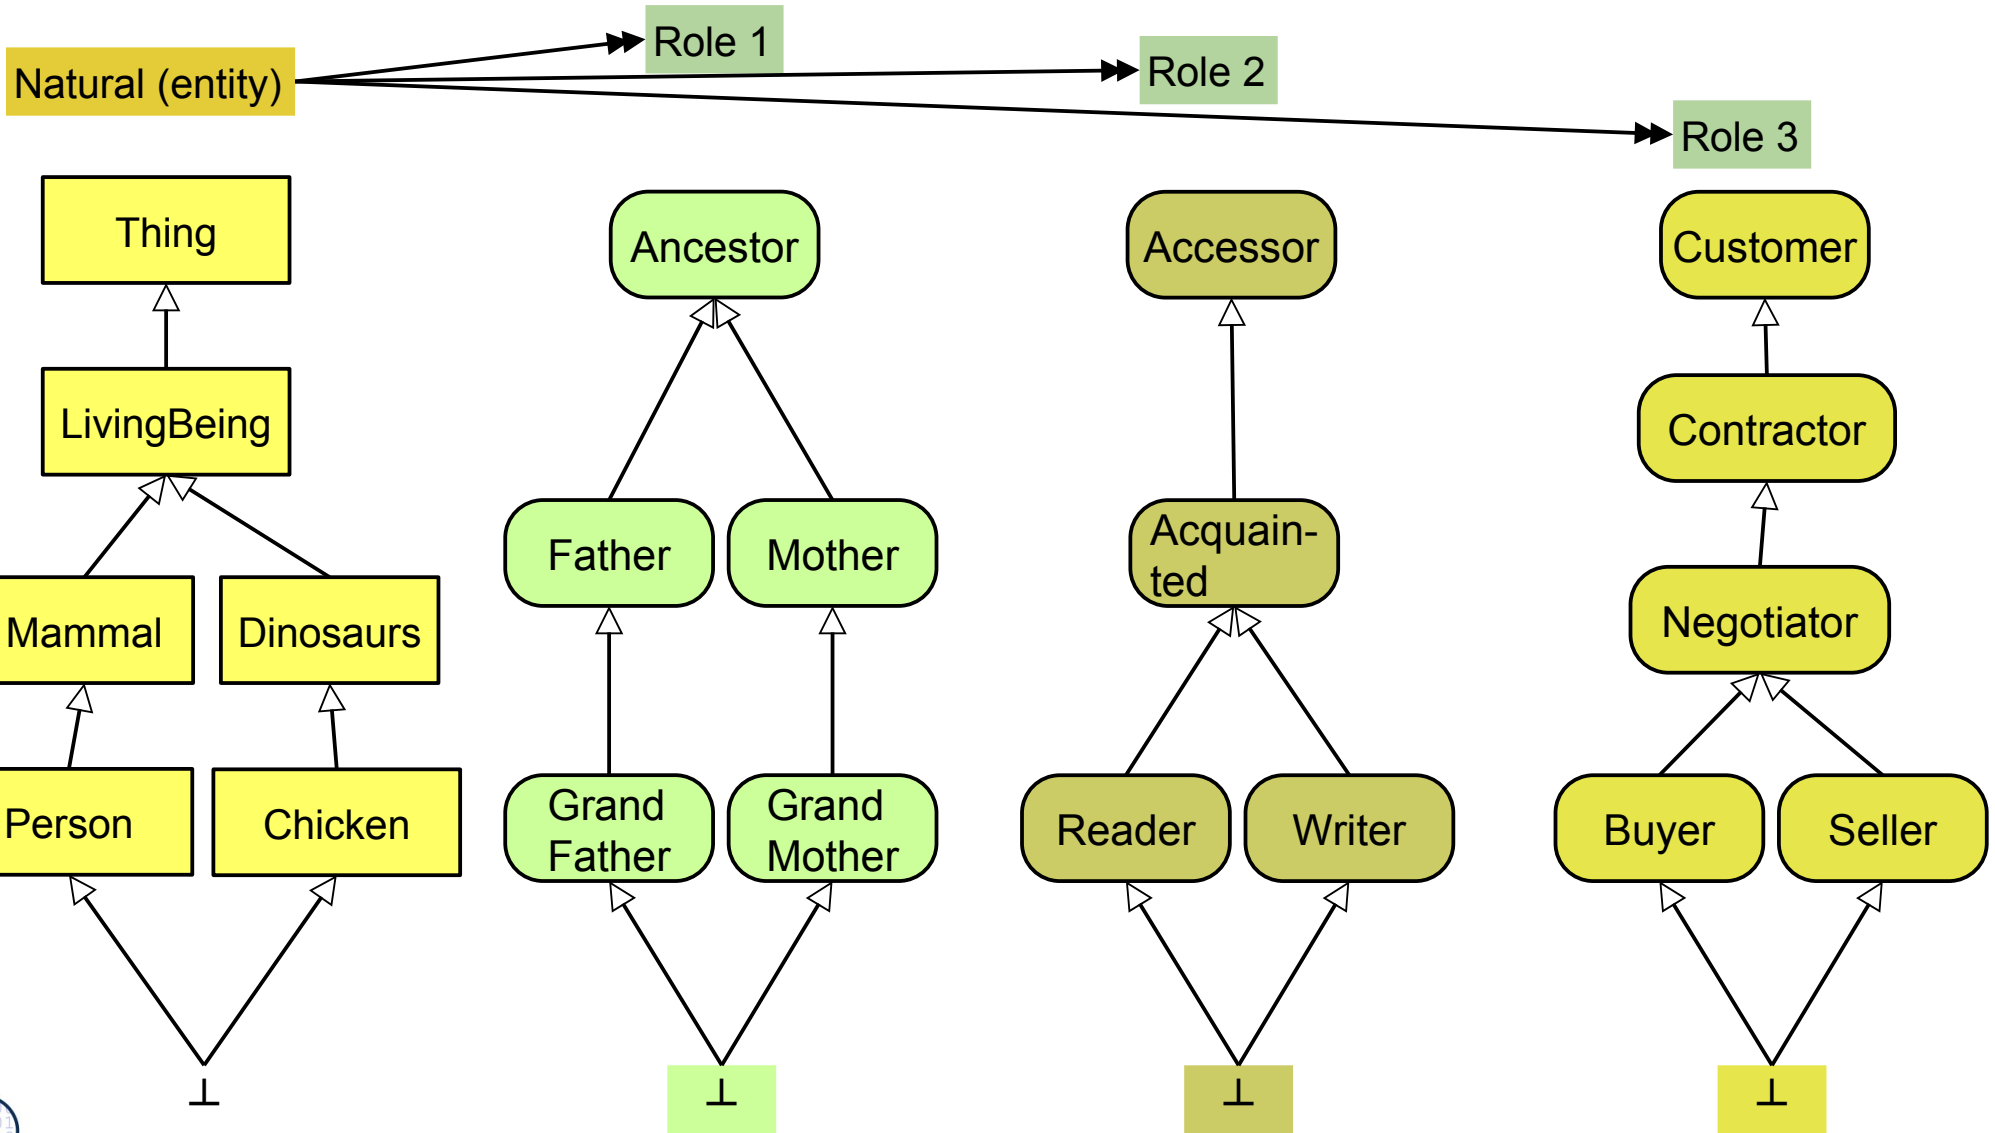 Role 1
Natural (entity)
Role 2
Role 3
Thing
Ancestor
Accessor
Customer
LivingBeing
Contractor
Father
Mother
Acquain-
ted
Mammal
Dinosaurs
Negotiator
Person
Chicken
Grand
Father
Grand
Mother
Reader
Writer
Buyer
Seller
⊥
⊥
⊥
⊥